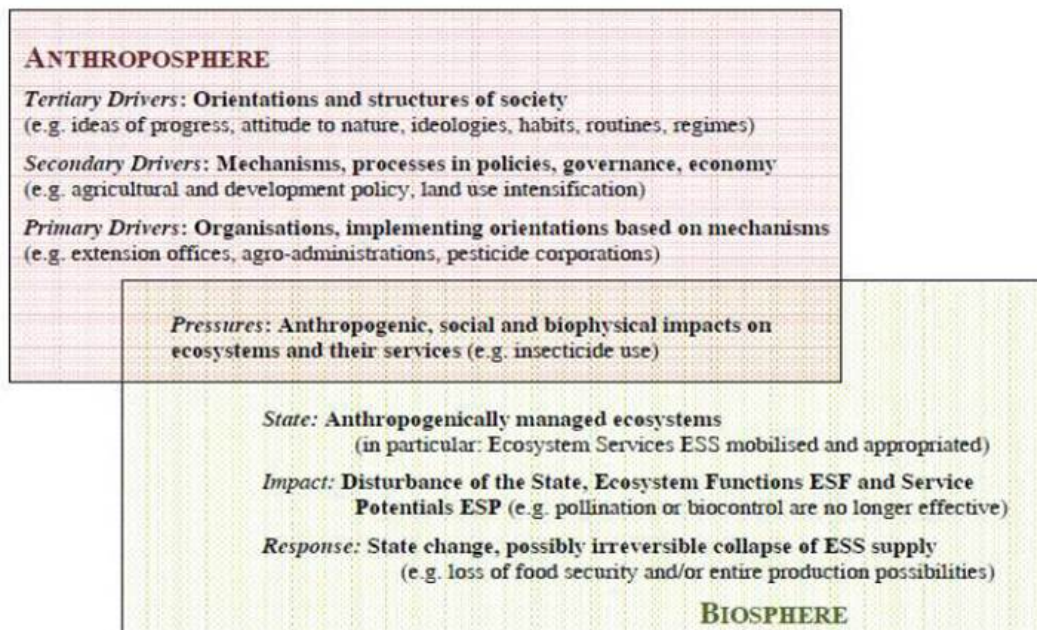 ANTHROPOSPHERE
Tertiary Drivers: Orientations and structures of society
(e.g. ideas of progress, attitude to nature, ideologies, habits, routines, regimes)
Secondary Drivers: Mechanisms, processes in policies, governance, economy
(e.g. agricultural and development policy, land use intensification)
Primary Drivers: Organisations, implementing orientations based on mechanisms
(e.g. extension offices, agro-administrations, pesticide corporations)
Pressures: Anthropogenic, social and biophysical impacts on
ecosystems and their services (e.g. insecticide use)
State: Anthropogenically managed ecosystems
(in particular: Ecosystem Services ESS mobilised and appropriated)
Impact: Disturbance of the State, Ecosystem Functions ESF and Service
Potentials ESP (e.g. pollination or biocontrol are no longer effective)
Response: State change, possibly irreversible collapse of ESS supply
(e.g. loss of food security and/or entire production possibilities)
BIOSPHERE